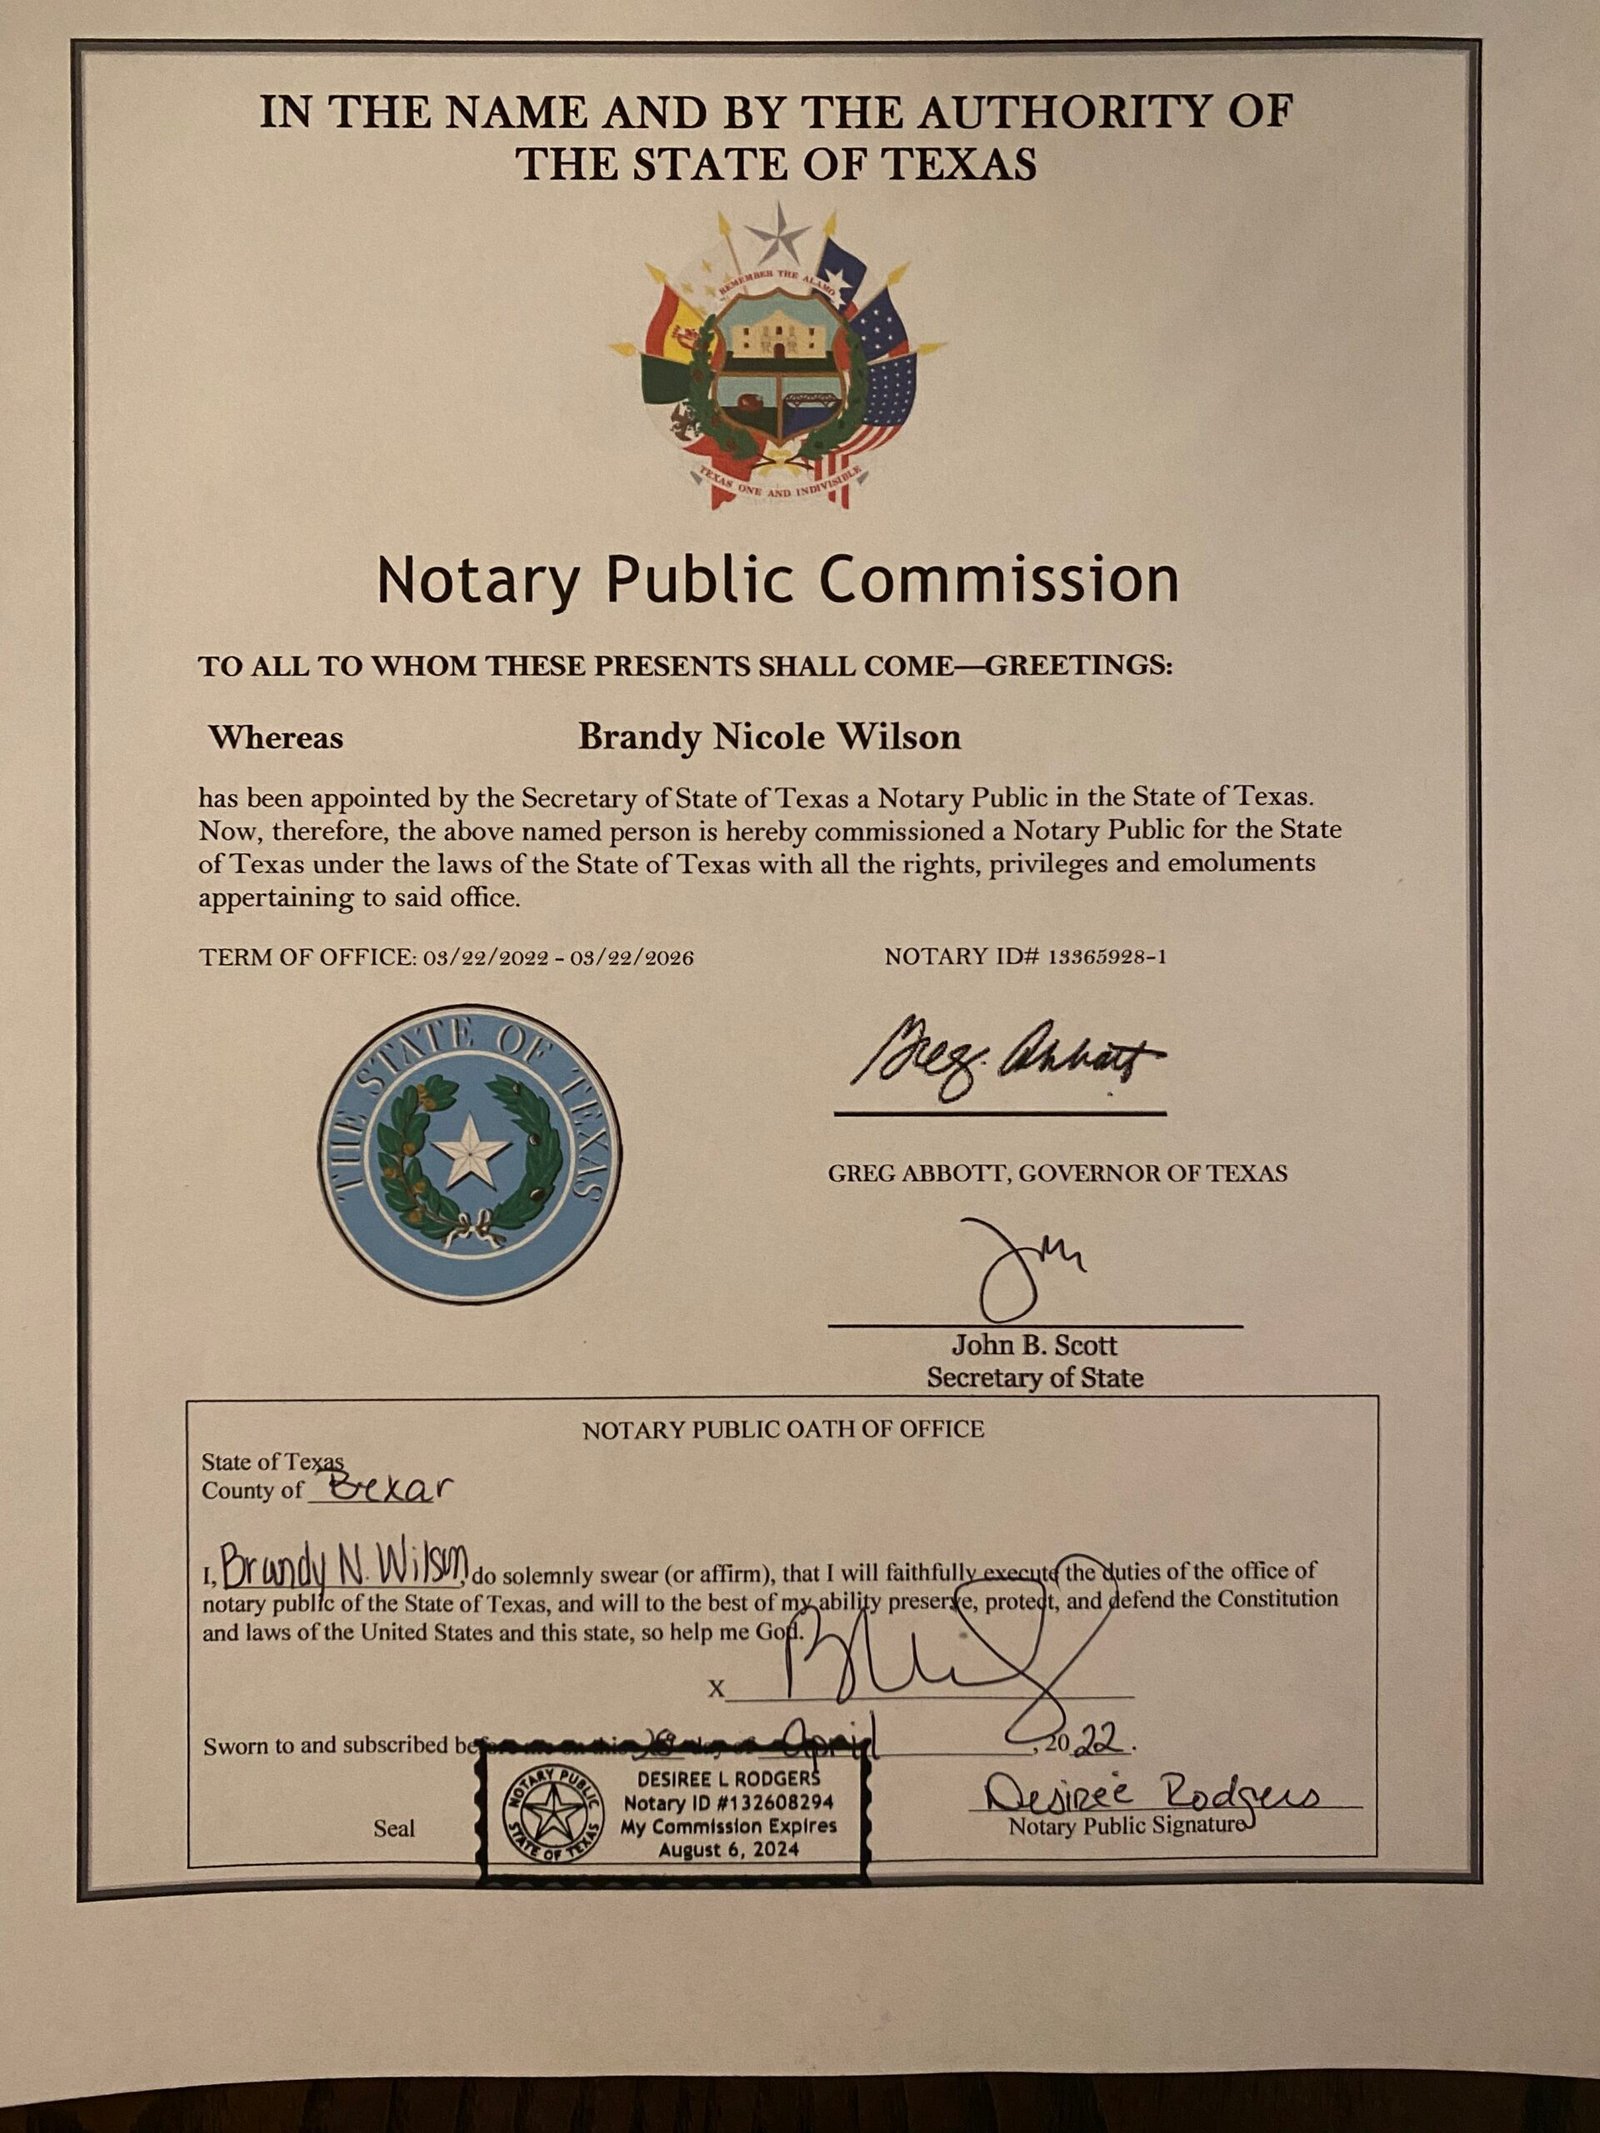 IN THE NAME AND BY THE AUTHORITY OF
THE STATE OF TEXAS
REMEMBER THE ALAMO
TEXAS ONE AND INDIVISIBLE
Notary Public Commission
TO ALL TO WHOM THESE PRESENTS SHALL COME—GREETINGS:
Whereas Brandy Nicole Wilson
has been appointed by the Secretary of State of Texas a Notary Public in the State of Texas.
Now, therefore, the above named person is hereby commissioned a Notary Public for the State
of Texas under the laws of the State of Texas with all the rights, privileges and emoluments
appertaining to said office.
TERM OF OFFICE: 03/22/2022 - 03/22/2026 NOTARY ID# 13365928-1
THE STATE OF TEXAS
Greg Abbott
GREG ABBOTT, GOVERNOR OF TEXAS
John B. Scott
Secretary of State
NOTARY PUBLIC OATH OF OFFICE
State of Texas
County of Bexar
I, Brandy N. Wilson, do solemnly swear (or affirm), that I will faithfully execute the duties of the office of
notary public of the State of Texas, and will to the best of my ability preserve, protect, and defend the Constitution
and laws of the United States and this state, so help me God.
X
Sworn to and subscribed before me on this 28 day of April, 2022.
Desireé Rodgers
Seal Notary Public Signature
NOTARY PUBLIC
STATE OF TEXAS
DESIREE L RODGERS
Notary ID #132608294
My Commission Expires
August 6, 2024